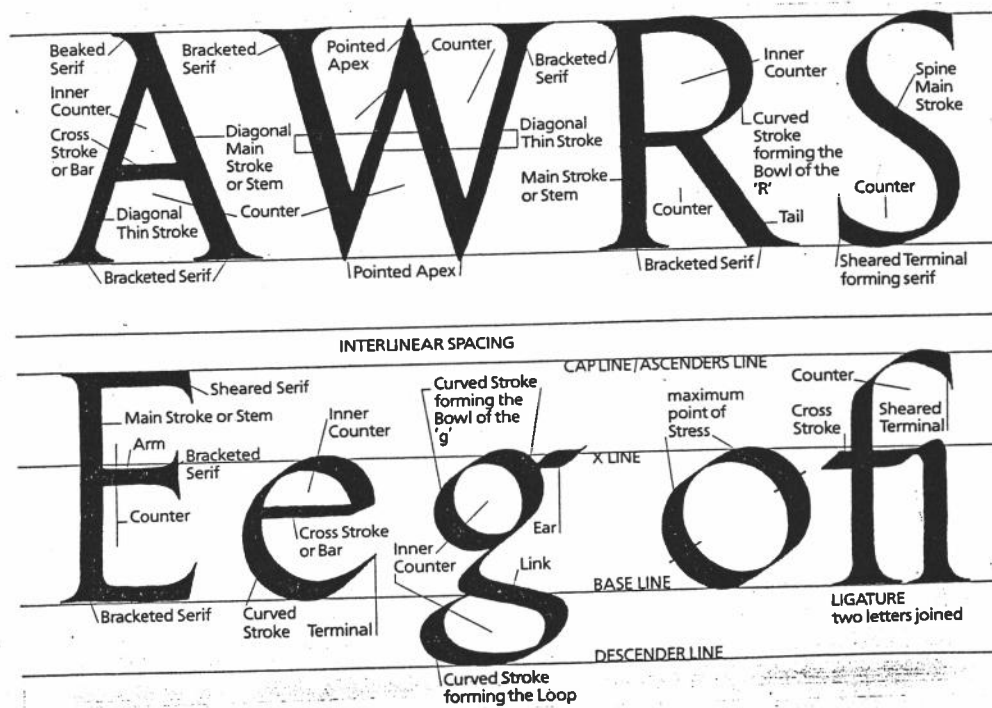 A W R S
Beaked
Serif
Bracketed
Serif
Pointed
Apex
Counter
Bracketed
Serif
Inner
Counter
Spine
Main
Stroke
Inner
Counter
Cross
Stroke
or Bar
Diagonal
Main
Stroke
or Stem
Diagonal
Thin Stroke
Curved
Stroke
forming the
Bowl of the
'R'
Main Stroke
or Stem
Counter
Counter
Counter
Diagonal
Thin Stroke
Tail
Bracketed Serif
Pointed Apex
Bracketed Serif
Sheared Terminal
forming serif
INTERLINEAR SPACING
CAP LINE/ASCENDERS LINE
E e g o fi
Sheared Serif
Main Stroke or Stem
Arm
Bracketed
Serif
Counter
Inner
Counter
Curved Stroke
forming the
Bowl of the
'g'
maximum
point of
Stress
Counter
Cross
Stroke
Sheared
Terminal
X LINE
Cross Stroke
or Bar
Inner
Counter
Ear
Link
BASE LINE
Bracketed Serif
Curved
Stroke
Terminal
LIGATURE
two letters joined
DESCENDER LINE
Curved Stroke
forming the Loop